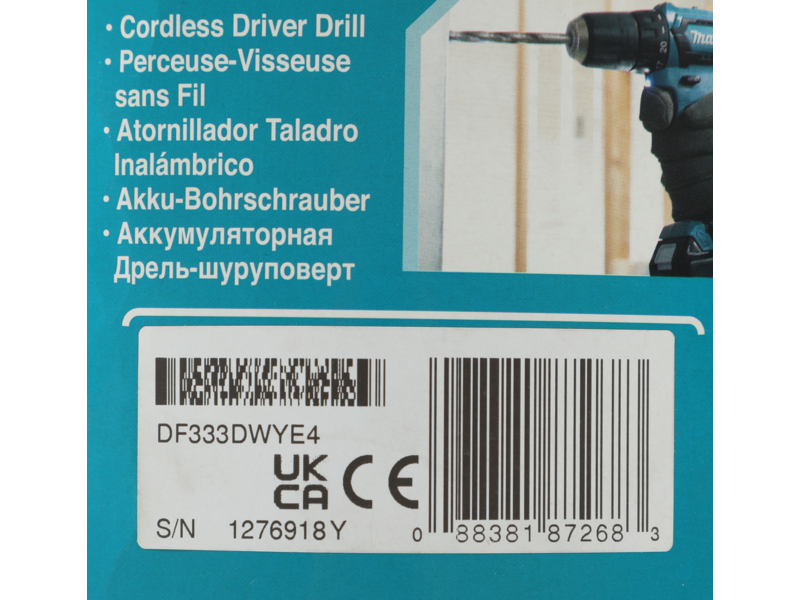 • Cordless Driver Drill
• Perceuse-Visseuse
sans Fil
• Atornillador Taladro
Inalámbrico
• Akku-Bohrschrauber
• Аккумуляторная
Дрель-шуруповерт
DF333DWYE4
UK
CA CE
S/N 1276918Y
0 88381 87268 3